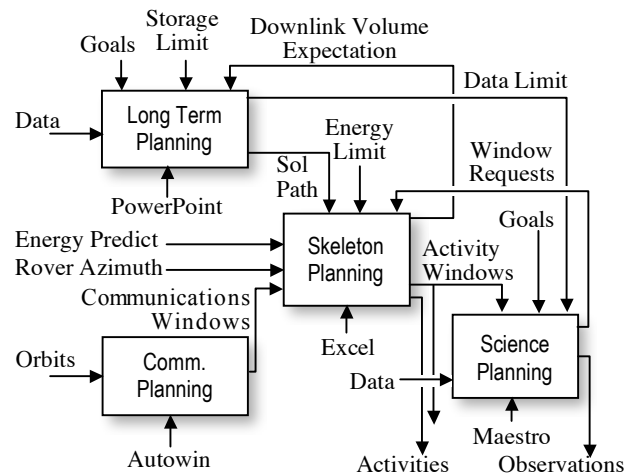 Storage
Limit
Goals
Downlink Volume
Expectation
Data Limit
Data
Long Term
Planning
Energy
Limit
Window
Requests
Sol
Path
PowerPoint
Goals
Energy Predict
Rover Azimuth
Skeleton
Planning
Activity
Windows
Communications
Windows
Orbits
Comm.
Planning
Excel
Science
Planning
Data
Autowin
Maestro
Activities
Observations